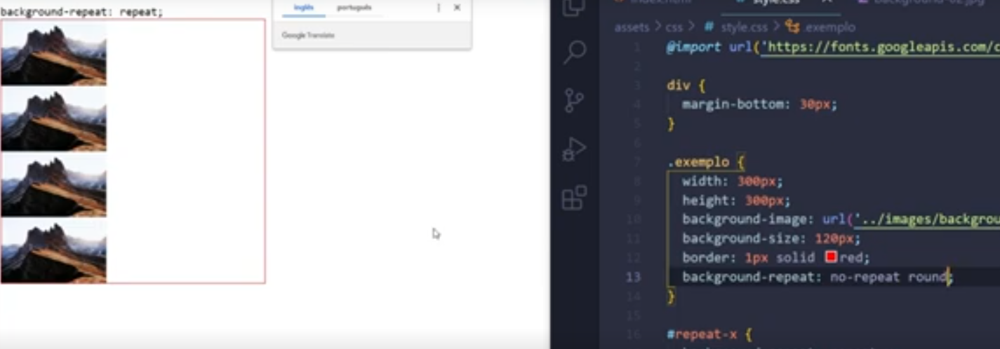 background-repeat: repeat;
inglês português
Google Translate
index.html style.css background-02.jpg
assets > css > # style.css > .exemplo
1 @import url('https://fonts.googleapis.com/c
2
3 div {
4 margin-bottom: 30px;
5 }
6
7 .exemplo {
8 width: 300px;
9 height: 300px;
10 background-image: url('../images/backgrou
11 background-size: 120px;
12 border: 1px solid red;
13 background-repeat: no-repeat round;
14 }
15
16 #repeat-x {